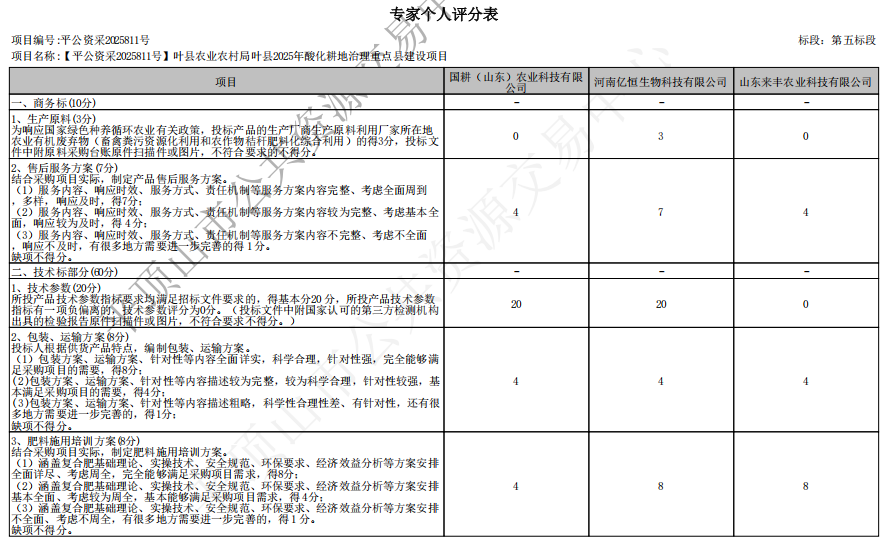 专家个人评分表
项目编号:平公资采2025811号
标段: 第五标段
项目名称:【平公资采2025811号】叶县农业农村局叶县2025年酸化耕地治理重点县建设项目
项目
国耕（山东）农业科技有限
公司
河南亿恒生物科技有限公司
山东来丰农业科技有限公司
一、商务标(10分)
-
-
-
1、生产原料(3分)
为响应国家绿色种养循环农业有关政策，投标产品的生产厂商生产原料利用厂家所在地
农业有机废弃物（畜禽粪污资源化利用和农作物秸秆肥料化综合利用）的得3分，投标文
件中附原料采购台账原件扫描件或图片，不符合要求的不得分。
0
3
0
2、售后服务方案(7分)
结合采购项目实际，制定产品售后服务方案。
（1）服务内容、响应时效、服务方式、责任机制等服务方案内容完整、考虑全面周到
，多样，响应及时，得7分；
（2）服务内容、响应时效、服务方式、责任机制等服务方案内容较为完整、考虑基本全
面，响应较为及时，得 4分；
（3）服务内容、响应时效、服务方式、责任机制等服务方案内容不完整、考虑不全面
，响应不及时，有很多地方需要进一步完善的得 1 分。
缺项不得分。
4
7
4
二、技术标部分(60分)
-
-
-
1、技术参数(20分)
所投产品技术参数指标要求均满足招标文件要求的，得基本分20 分，所投产品技术参数
指标有一项负偏离的，技术参数评分为0分。（投标文件中附国家认可的第三方检测机构
出具的检验报告原件扫描件或图片，不符合要求不得分。）
20
20
0
2、包装、运输方案(8分)
投标人根据供货产品特点，编制包装、运输方案。
（1）包装方案、运输方案、针对性等内容全面详实，科学合理，针对性强，完全能够满
足采购项目的需要，得8分；
(2)包装方案、运输方案、针对性等内容描述较为完整，较为科学合理，针对性较强，基
本满足采购项目的需要，得4分；
(3)包装方案、运输方案、针对性等内容描述粗略，科学性合理性差、有针对性，还有很
多地方需要进一步完善的，得1分；
缺项不得分。
4
4
4
3、肥料施用培训方案(8分)
结合采购项目实际，制定肥料施用培训方案。
（1）涵盖复合肥基础理论、实操技术、安全规范、环保要求、经济效益分析等方案安排
全面详尽、考虑周全，完全能够满足采购项目需求，得8分；
（2）涵盖复合肥基础理论、实操技术、安全规范、环保要求、经济效益分析等方案安排
基本全面、考虑较为周全，基本能够满足采购项目需求，得 4分；
（3）涵盖复合肥基础理论、实操技术、安全规范、环保要求、经济效益分析等方案安排
不全面、考虑不周全，有很多地方需要进一步完善的，得 1 分。
缺项不得分。
4
8
8
平顶山市公共资源交易中心
平顶山市公共资源交易中心